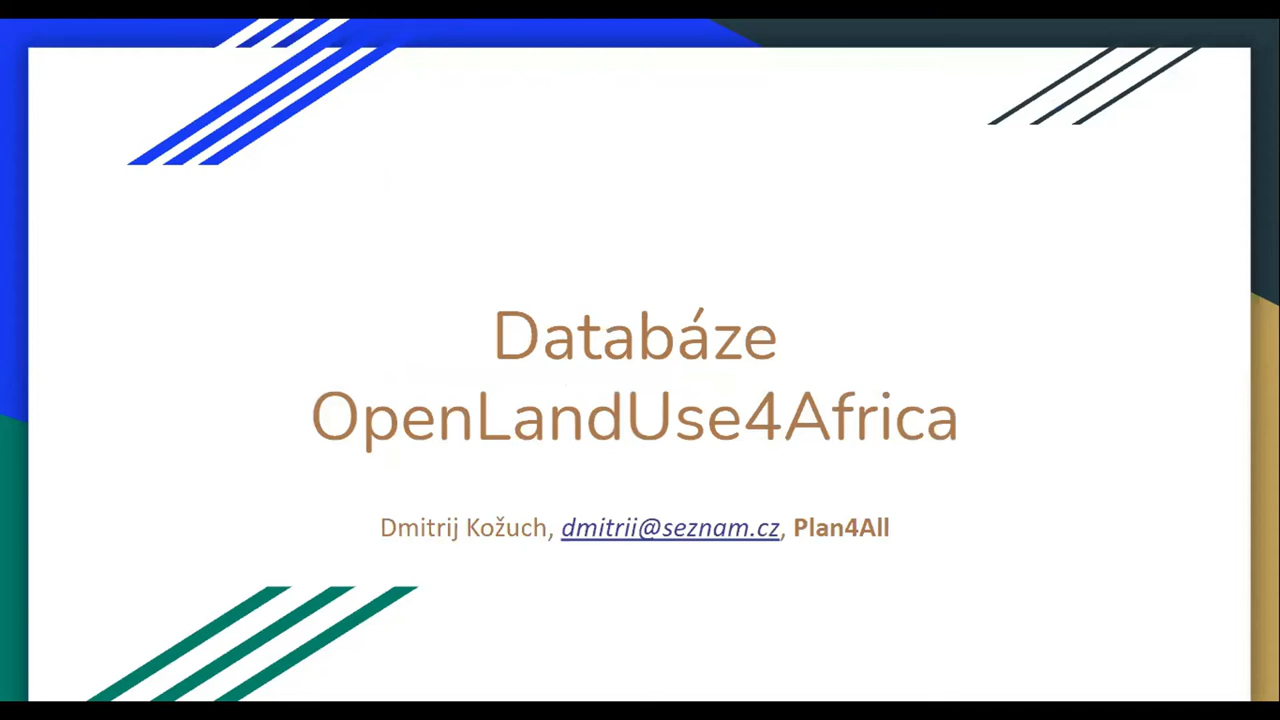 Databáze
OpenLandUse4Africa
Dmitrij Kožuch, dmitrii@seznam.cz, Plan4All